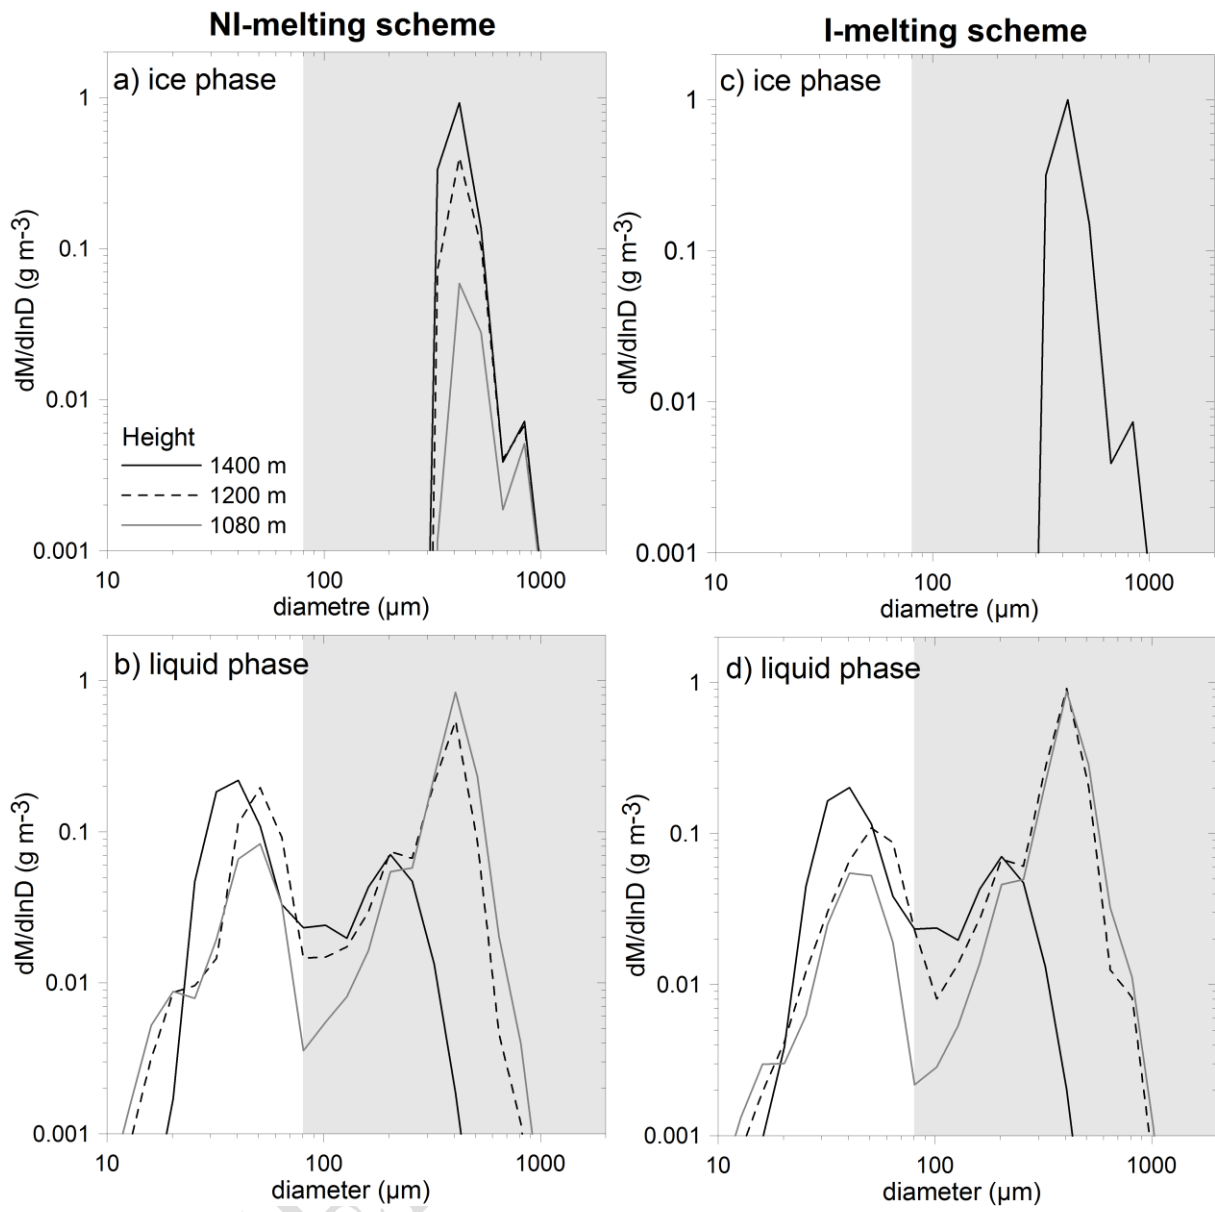 NI-melting scheme
I-melting scheme
a) ice phase
1
0.1
0.01
0.001
dM/dlnD (g m-3)
Height
1400 m
1200 m
1080 m
10
100
1000
diametre (µm)
c) ice phase
1
0.1
0.01
0.001
dM/dlnD (g m-3)
10
100
1000
diametre (µm)
b) liquid phase
1
0.1
0.01
0.001
dM/dlnD (g m-3)
10
100
1000
diameter (µm)
d) liquid phase
1
0.1
0.01
0.001
dM/dlnD (g m-3)
10
100
1000
diameter (µm)